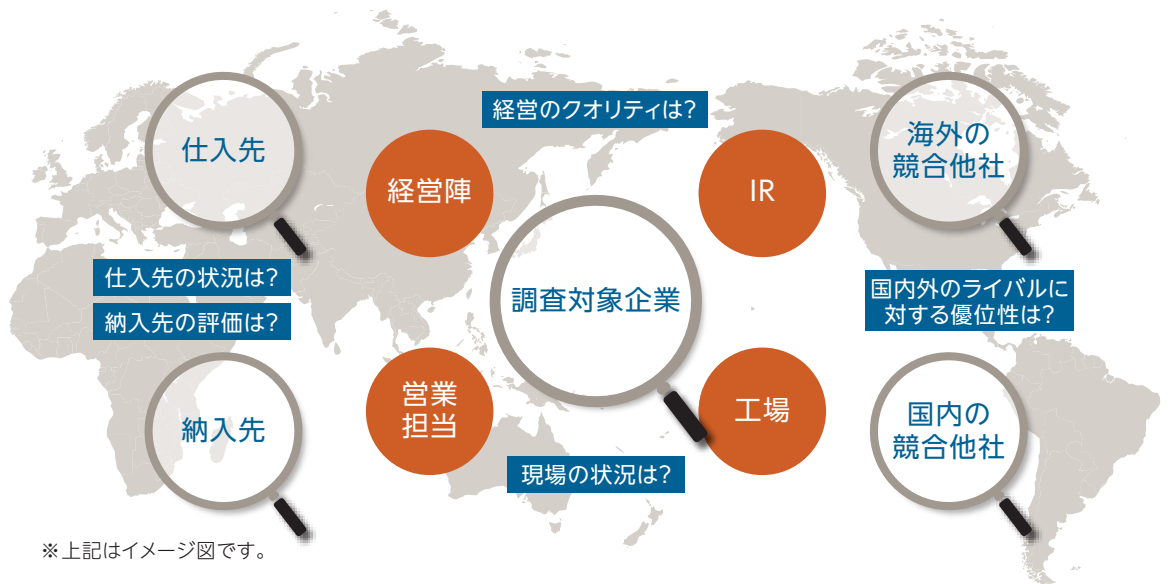 経営のクオリティは?
仕入先
経営陣
IR
海外の
競合他社
仕入先の状況は?
納入先の評価は?
調査対象企業
国内外のライバルに
対する優位性は?
納入先
営業
担当
工場
国内の
競合他社
現場の状況は?
※上記はイメージ図です。